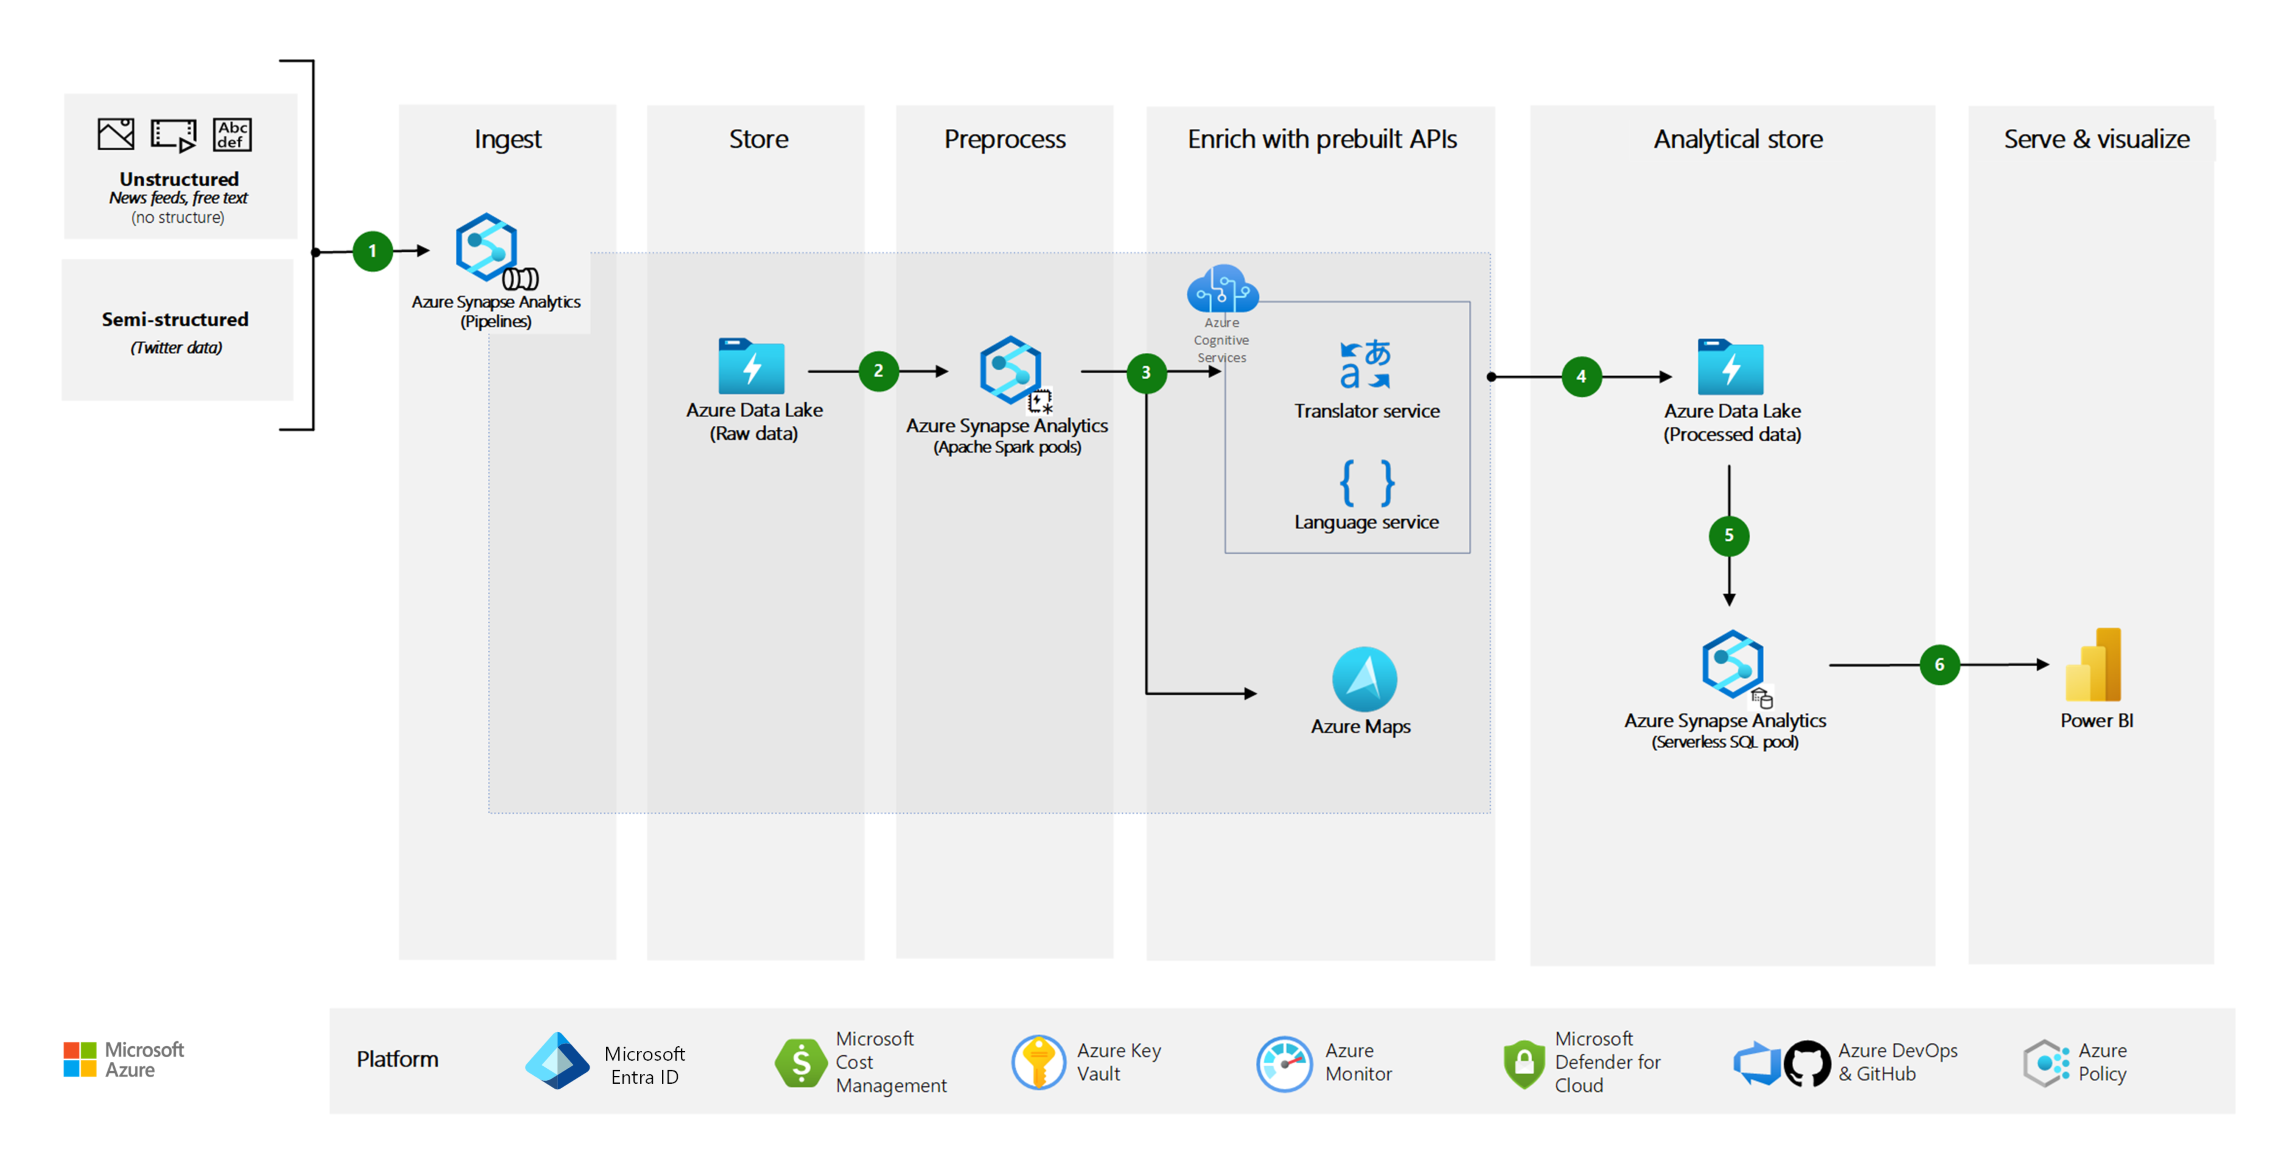 Abc
def
Unstructured
News feeds, free text
(no structure)
Semi-structured
(Twitter data)
1
Ingest
Azure Synapse Analytics
(Pipelines)
Store
Azure Data Lake
(Raw data)
2
Preprocess
Azure Synapse Analytics
(Apache Spark pools)
3
Enrich with prebuilt APIs
Azure
Cognitive
Services
a あ
Translator service
{ }
Language service
Azure Maps
4
Analytical store
Azure Data Lake
(Processed data)
5
Azure Synapse Analytics
(Serverless SQL pool)
6
Serve & visualize
Power BI
Microsoft
Azure
Platform
Microsoft
Entra ID
$
Microsoft
Cost
Management
Azure Key
Vault
Azure
Monitor
Microsoft
Defender for
Cloud
Azure DevOps
& GitHub
Azure
Policy